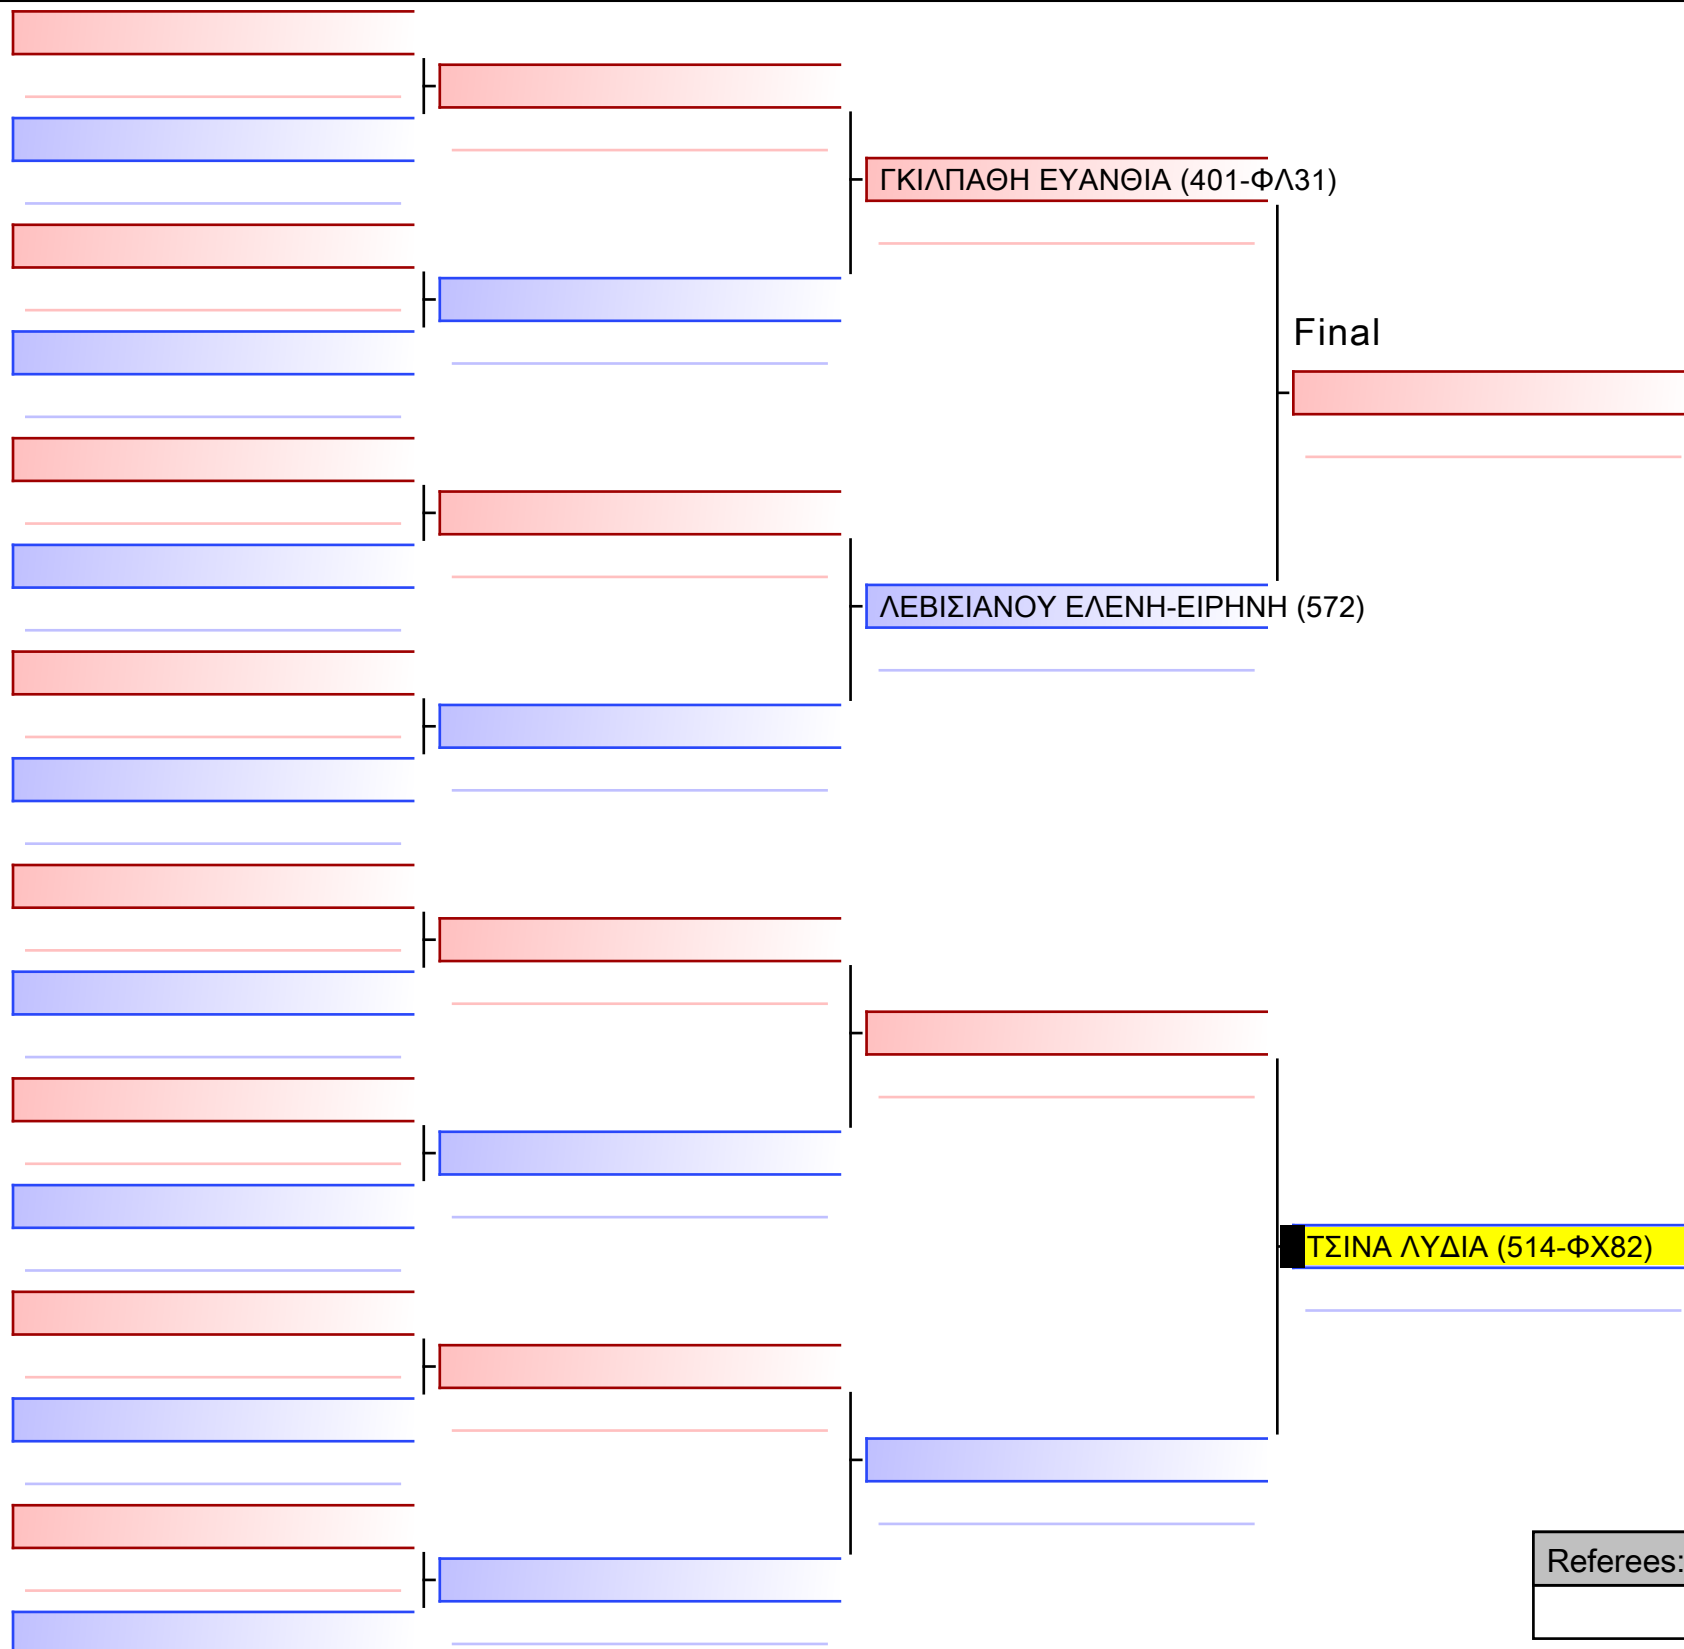 ΓΚΙΛΠΑΘΗ ΕΥΑΝΘΙΑ (401-ΦΛ31)
Final
ΛΕΒΙΣΙΑΝΟΥ ΕΛΕΝΗ-ΕΙΡΗΝΗ (572)
ΤΣΙΝΑ ΛΥΔΙΑ (514-ΦΧ82)
Referees: